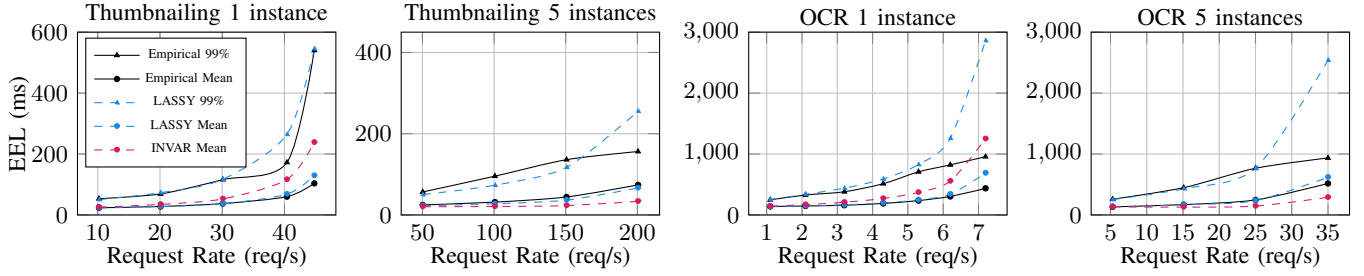 Thumbnailing 1 instance
EEL (ms)
600
400
200
0
Empirical 99%
Empirical Mean
LASSY 99%
LASSY Mean
INVAR Mean
10 20 30 40
Request Rate (req/s)
Thumbnailing 5 instances
400
200
0
50 100 150 200
Request Rate (req/s)
OCR 1 instance
3,000
2,000
1,000
0
1 2 3 4 5 6 7
Request Rate (req/s)
OCR 5 instances
3,000
2,000
1,000
0
5 10 15 20 25 30 35
Request Rate (req/s)